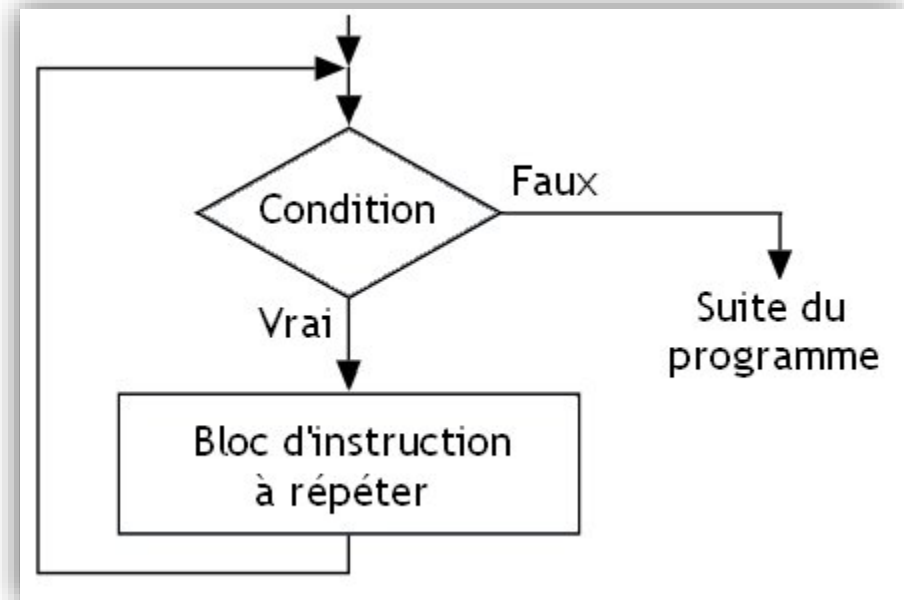 Condition
Faux
Vrai
Suite du
programme
Bloc d'instruction
à répéter